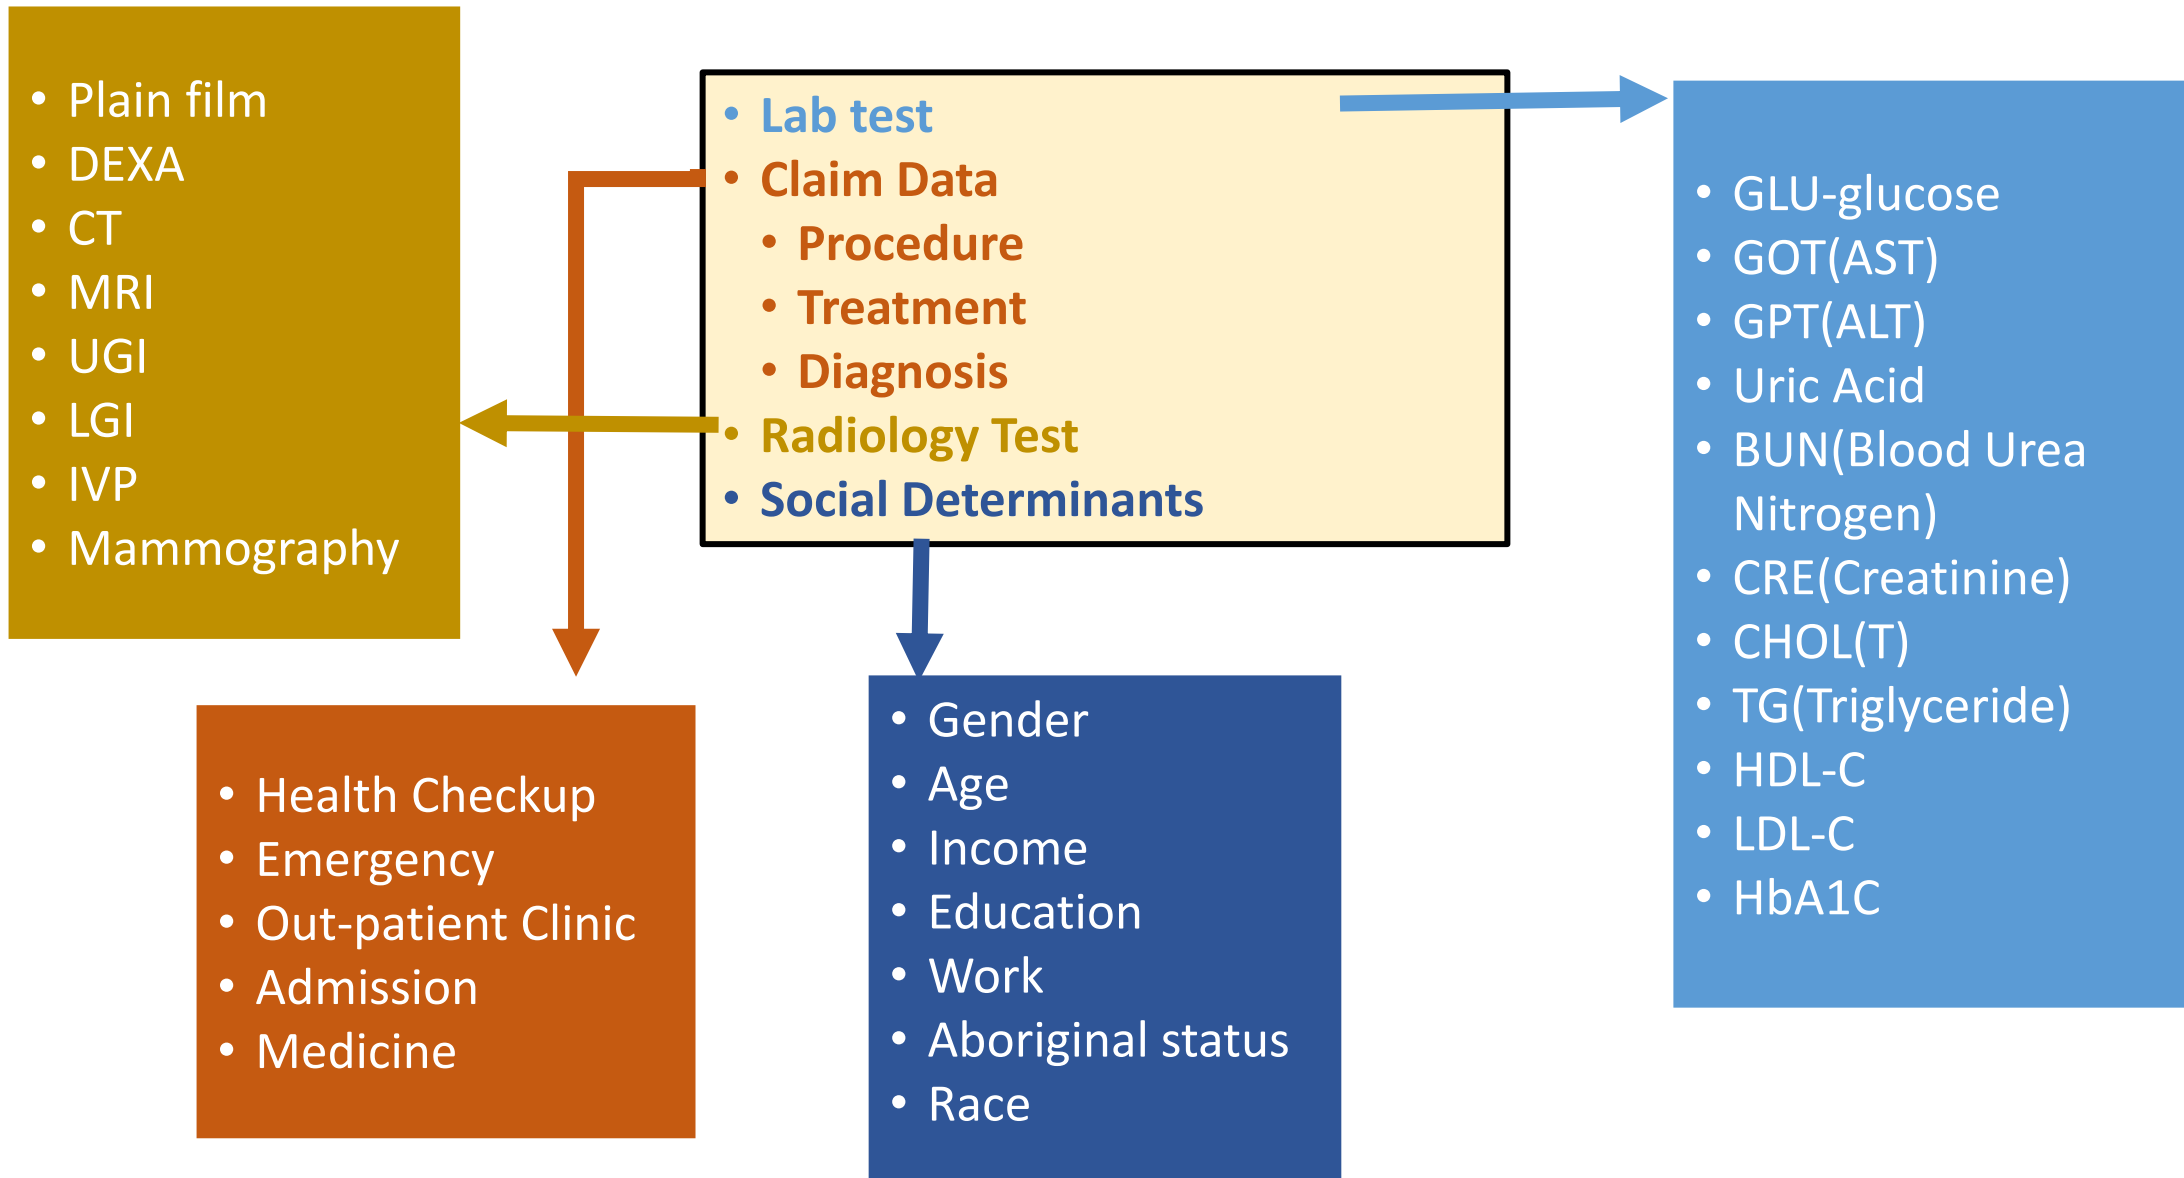 • Plain film
• DEXA
• CT
• MRI
• UGI
• LGI
• IVP
• Mammography
• Lab test
• Claim Data
• Procedure
• Treatment
• Diagnosis
• Radiology Test
• Social Determinants
• GLU-glucose
• GOT(AST)
• GPT(ALT)
• Uric Acid
• BUN(Blood Urea
Nitrogen)
• CRE(Creatinine)
• CHOL(T)
• TG(Triglyceride)
• HDL-C
• LDL-C
• HbA1C
• Health Checkup
• Emergency
• Out-patient Clinic
• Admission
• Medicine
• Gender
• Age
• Income
• Education
• Work
• Aboriginal status
• Race